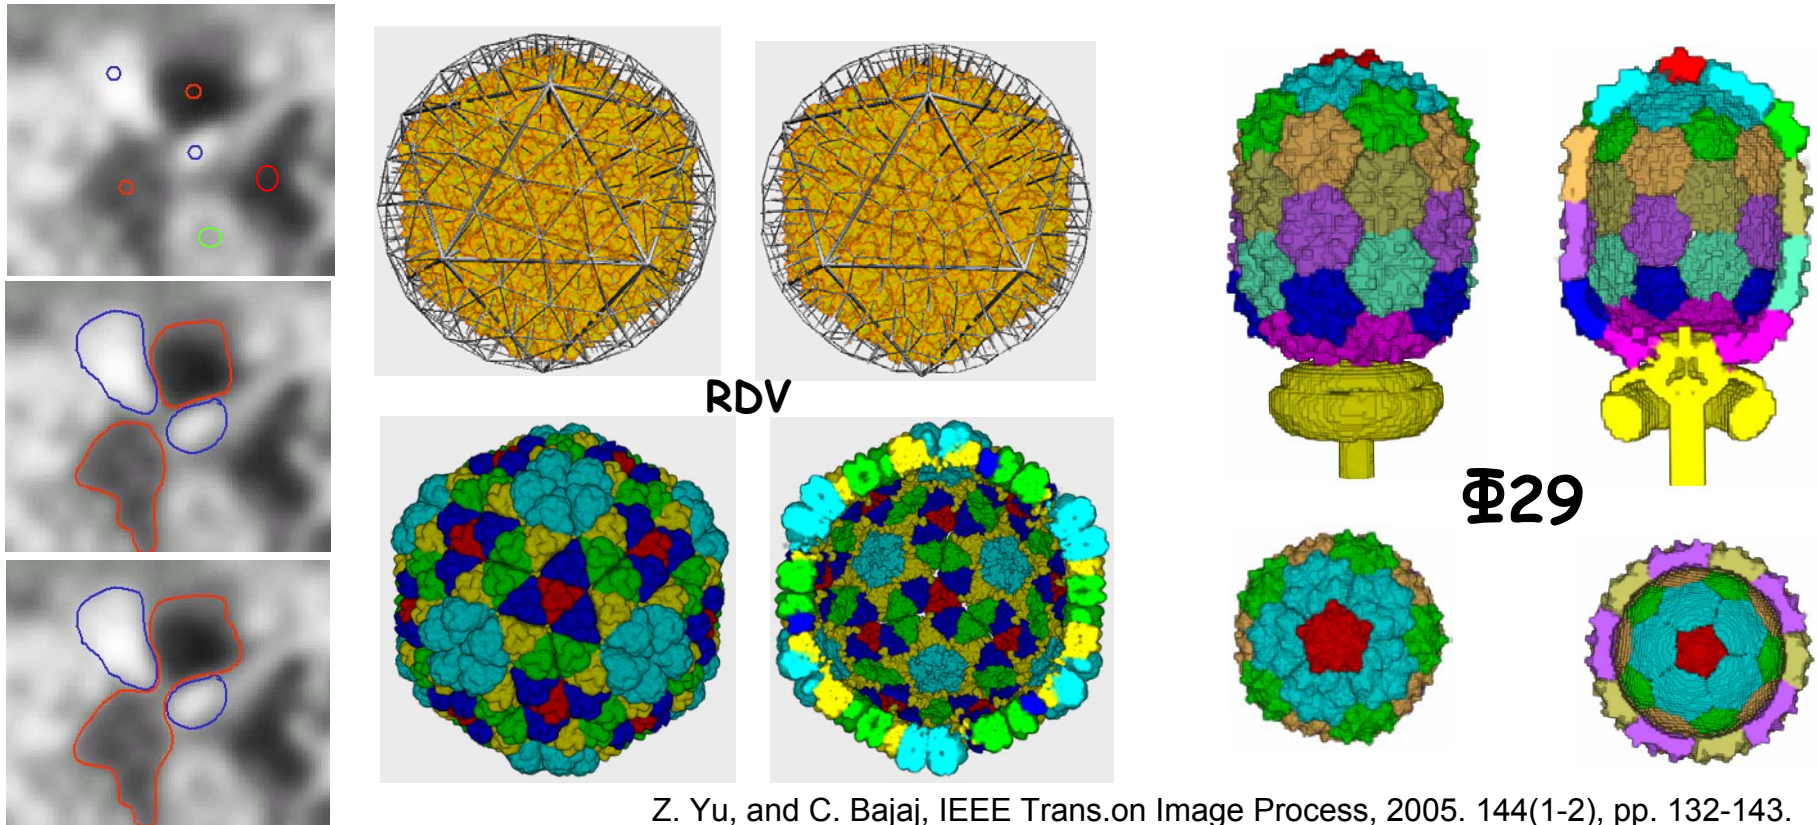 RDV
Φ29
Z. Yu, and C. Bajaj, IEEE Trans.on Image Process, 2005. 144(1-2), pp. 132-143.